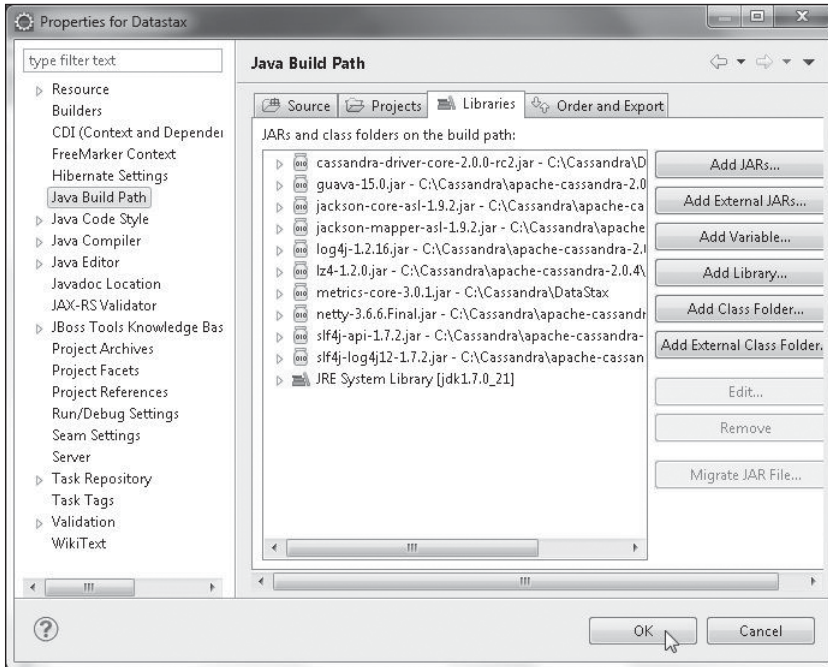 Properties for Datastax
type filter text
Resource
Builders
CDI (Context and Depender
FreeMarker Context
Hibernate Settings
Java Build Path
Java Code Style
Java Compiler
Java Editor
Javadoc Location
JAX-RS Validator
JBoss Tools Knowledge Bas
Project Archives
Project Facets
Project References
Run/Debug Settings
Seam Settings
Server
Task Repository
Task Tags
Validation
WikiText
Java Build Path
Source Projects Libraries Order and Export
JARs and class folders on the build path:
cassandra-driver-core-2.0.0-rc2.jar - C:\Cassandra\D
guava-15.0.jar - C:\Cassandra\apache-cassandra-2.0
jackson-core-asl-1.9.2.jar - C:\Cassandra\apache-ca
jackson-mapper-asl-1.9.2.jar - C:\Cassandra\apache
log4j-1.2.16.jar - C:\Cassandra\apache-cassandra-2.
lz4-1.2.0.jar - C:\Cassandra\apache-cassandra-2.0.4\
metrics-core-3.0.1.jar - C:\Cassandra\DataStax
netty-3.6.6.Final.jar - C:\Cassandra\apache-cassandr
slf4j-api-1.7.2.jar - C:\Cassandra\apache-cassandra-
slf4j-log4j12-1.7.2.jar - C:\Cassandra\apache-cassan
JRE System Library [jdk1.7.0_21]
Add JARs...
Add External JARs...
Add Variable...
Add Library...
Add Class Folder...
Add External Class Folder.
Edit...
Remove
Migrate JAR File...
OK Cancel